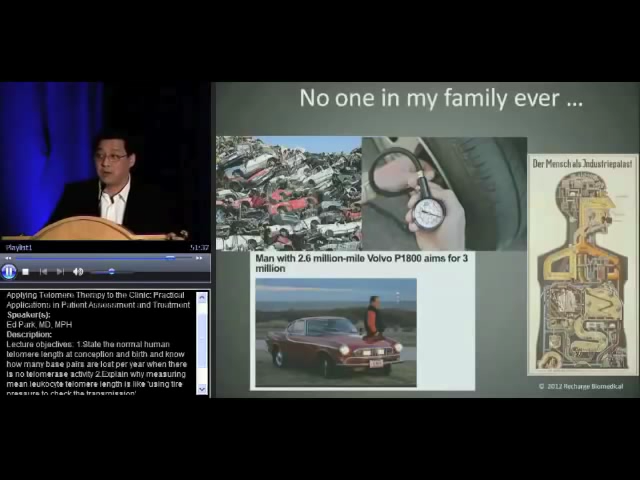 No one in my family ever ...
Der Mensch als Industriepalast
Man with 2.6 million-mile Volvo P1800 aims for 3
million
© 2012 Recharge Biomedical
Playlist1
51:37
Applying Telomere Therapy to the Clinic: Practical
Applications in Patient Assessment and Treatment
Speaker(s):
Ed Park, MD, MPH
Description:
Lecture objectives: 1.State the normal human
telomere length at conception and birth and know
how many base pairs are lost per year when there
is no telomerase activity 2.Explain why measuring
mean leukocyte telomere length is like 'using tire
pressure to check the transmission'